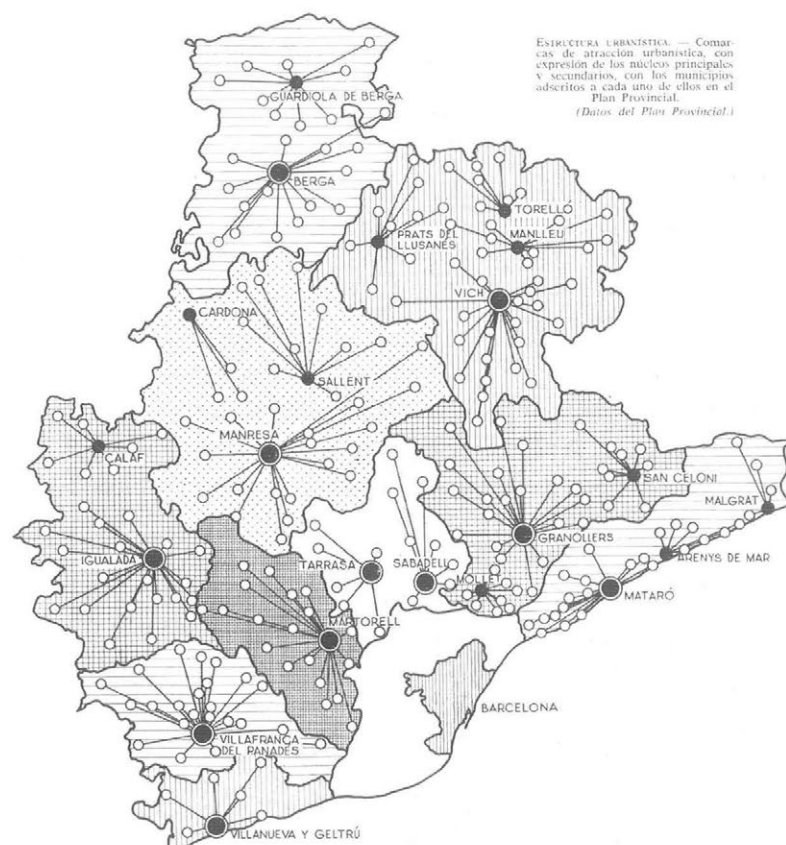 ESTRUCTURA URBANÍSTICA. — Comar-
cas de atracción urbanística, con
expresión de los núcleos principales
y secundarios, con los municipios
adscritos a cada uno de ellos en el
Plan Provincial.
(Datos del Plan Provincial.)
GUARDIOLA DE BERGA
BERGA
TORELLÓ
MANLLEU
PRATS DEL
LLUSANES
VICH
CARDONA
SALLENT
MANRESA
CALAF
SAN CELONI
MALGRAT
GRANOLLERS
ARENYS DE MAR
IGUALADA
TARRASA
SABADELL
MOLLET
MATARÓ
MARTORELL
BARCELONA
VILLAFRANCA
DEL PANADES
VILLANUEVA Y GELTRÚ